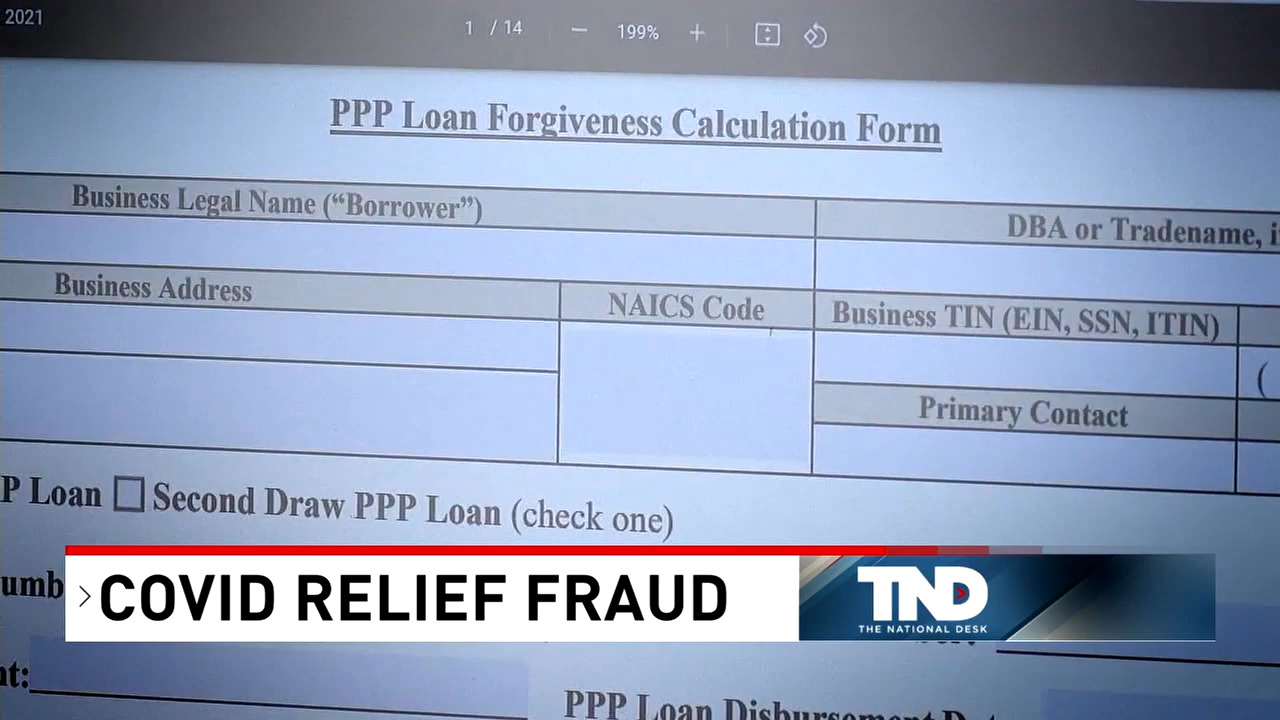 2021
1 / 14
199%
PPP Loan Forgiveness Calculation Form
Business Legal Name (“Borrower”)
DBA or Tradename, i
Business Address
NAICS Code
Business TIN (EIN, SSN, ITIN)
(
Primary Contact
P Loan Second Draw PPP Loan (check one)
umb
COVID RELIEF FRAUD
TND
THE NATIONAL DESK
nt:
PPP Loan Disbursement